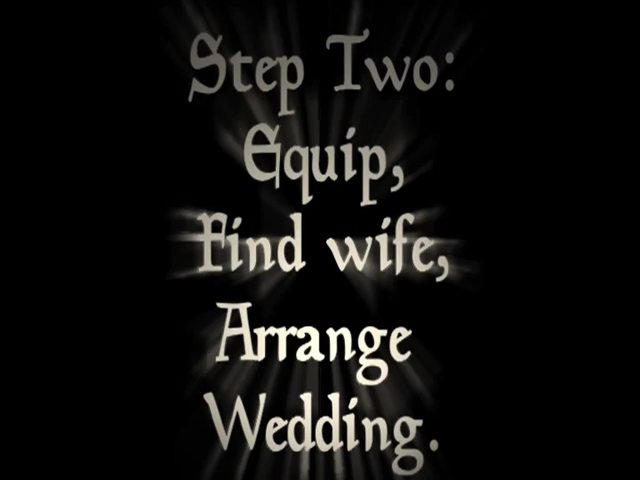 Step Two:
Equip,
Find wife,
Arrange
Wedding.